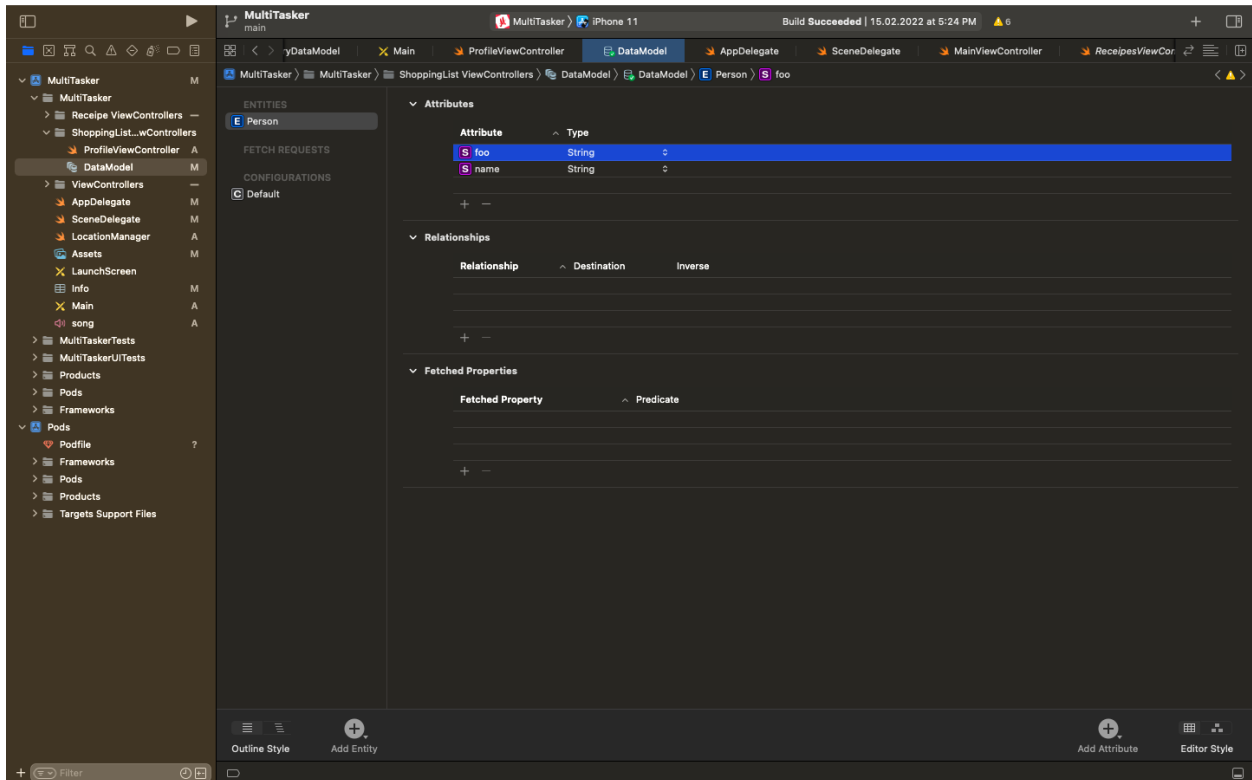 MultiTasker
main
MultiTasker 〉 iPhone 11
Build Succeeded | 15.02.2022 at 5:24 PM
6
ryDataModel
Main
ProfileViewController
DataModel
AppDelegate
SceneDelegate
MainViewController
ReceipesViewCor
MultiTasker 〉 MultiTasker 〉 ShoppingList ViewControllers 〉 DataModel 〉 DataModel 〉 E Person 〉 S foo
MultiTasker M
MultiTasker
Receipe ViewControllers
ShoppingList...wControllers
ProfileViewController A
DataModel M
ViewControllers
AppDelegate M
SceneDelegate M
LocationManager A
Assets M
LaunchScreen
Info M
Main A
song A
MultiTaskerTests
MultiTaskerUITests
Products
Pods
Frameworks
Pods
Podfile ?
Frameworks
Pods
Products
Targets Support Files
Filter
ENTITIES
E Person
FETCH REQUESTS
CONFIGURATIONS
C Default
Attributes
Attribute Type
S foo String
S name String
Relationships
Relationship Destination Inverse
Fetched Properties
Fetched Property Predicate
Outline Style
Add Entity
Add Attribute
Editor Style